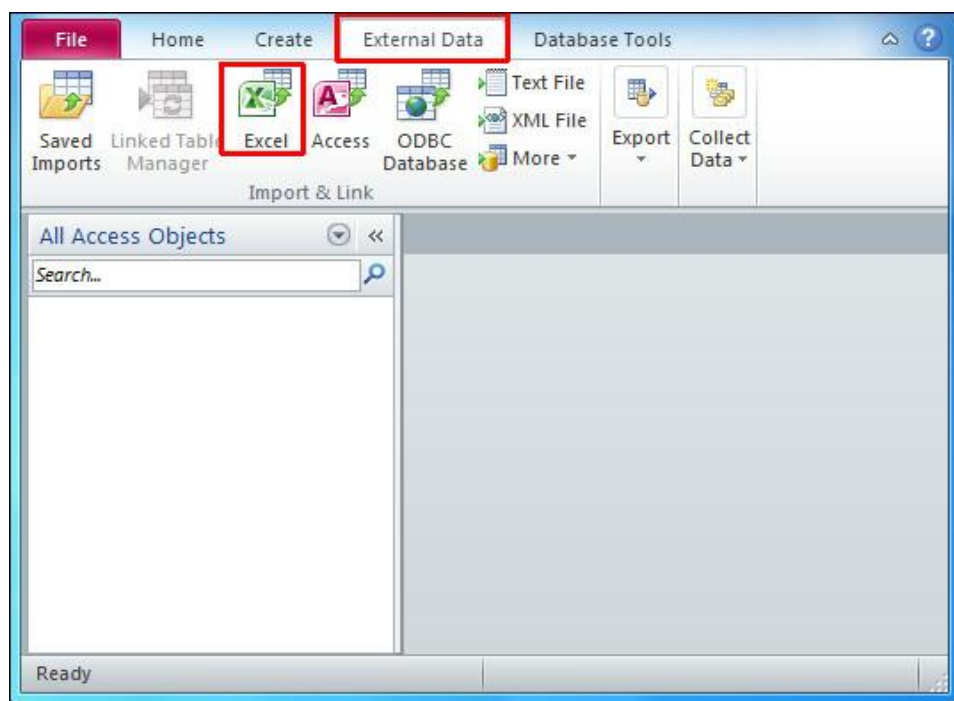 File Home Create External Data Database Tools
Saved Imports
Linked Table Manager
Excel
Access
ODBC Database
Text File
XML File
More
Export
Collect Data
Import & Link
All Access Objects
Search...
Ready